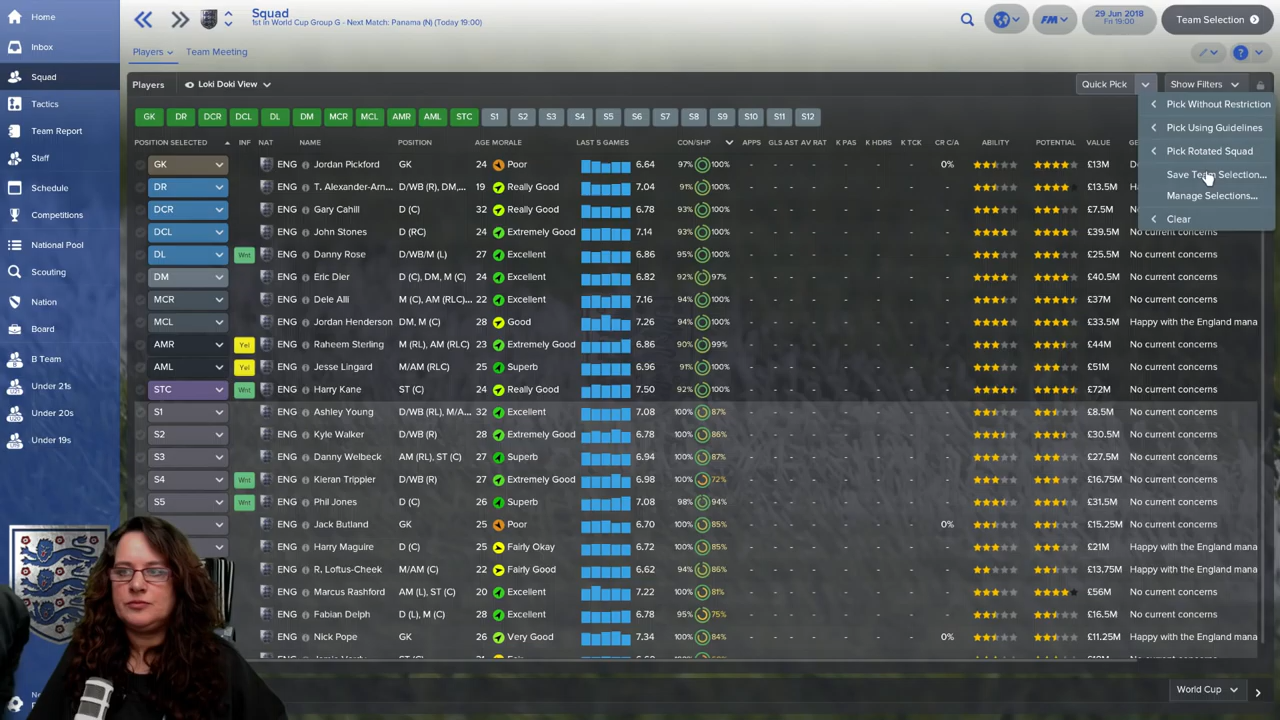 Home
Inbox
Squad
Tactics
Team Report
Staff
Schedule
Competitions
National Pool
Scouting
Nation
Board
B Team
Under 21s
Under 20s
Under 19s
Squad
1st in World Cup Group G - Next Match: Panama (N) (Today 19:00)
FM
29 Jun 2018
Fri 19:00
Team Selection
Players Team Meeting
?
Players Loki Doki View Quick Pick Show Filters
Pick Without Restriction
Pick Using Guidelines
Pick Rotated Squad
Save Team Selection...
Manage Selections...
Clear
GK DR DCR DCL DL DM MCR MCL AMR AML STC S1 S2 S3 S4 S5 S6 S7 S8 S9 S10 S11 S12
POSITION SELECTED INF NAT NAME POSITION AGE MORALE LAST 5 GAMES CON/SHP APPS GLS AST AV RAT K PAS K HDRS K TCK CR C/A ABILITY POTENTIAL VALUE
GK ENG Jordan Pickford GK 24 Poor 6.64 97% 100% - - - - - - - 0% £13M
DR ENG T. Alexander-Arn... D/WB (R), DM,... 19 Really Good 7.04 91% 100% - - - - - - - - £13.5M
DCR ENG Gary Cahill D (C) 32 Really Good 6.78 93% 100% - - - - - - - - £7.5M
DCL ENG John Stones D (RC) 24 Extremely Good 7.14 93% 100% - - - - - - - - £39.5M No current concerns
DL Wnt ENG Danny Rose D/WB/M (L) 27 Excellent 6.86 95% 100% - - - - - - - - £25.5M No current concerns
DM ENG Eric Dier D (C), DM, M (C) 24 Extremely Good 6.82 92% 97% - - - - - - - - £40.5M No current concerns
MCR ENG Dele Alli M (C), AM (RLC)... 22 Excellent 7.16 94% 100% - - - - - - - - £37M No current concerns
MCL ENG Jordan Henderson DM, M (C) 28 Good 7.26 94% 100% - - - - - - - - £33.5M Happy with the England mana
AMR Yel ENG Raheem Sterling M (RL), AM (RLC) 23 Extremely Good 6.86 90% 99% - - - - - - - - £44M No current concerns
AML Yel ENG Jesse Lingard M/AM (RLC) 25 Superb 6.96 91% 100% - - - - - - - - £51M No current concerns
STC Wnt ENG Harry Kane ST (C) 24 Really Good 7.50 92% 100% - - - - - - - - £72M No current concerns
S1 ENG Ashley Young D/WB (RL), M/A... 32 Excellent 7.08 100% 87% - - - - - - - - £8.5M No current concerns
S2 ENG Kyle Walker D/WB (R) 28 Extremely Good 6.78 100% 86% - - - - - - - - £30.5M No current concerns
S3 ENG Danny Welbeck AM (RL), ST (C) 27 Superb 6.94 100% 87% - - - - - - - - £27.5M No current concerns
S4 Wnt ENG Kieran Trippier D/WB (R) 27 Extremely Good 6.98 100% 72% - - - - - - - - £16.75M No current concerns
S5 Wnt ENG Phil Jones D (C) 26 Superb 7.08 98% 94% - - - - - - - - £31.5M No current concerns
ENG Jack Butland GK 25 Poor 6.70 100% 85% - - - - - - - 0% £15.25M No current concerns
ENG Harry Maguire D (C) 25 Fairly Okay 6.72 100% 85% - - - - - - - - £21M Happy with the England mana
ENG R. Loftus-Cheek M/AM (C) 22 Fairly Good 6.62 94% 86% - - - - - - - - £13.75M Happy with the England mana
ENG Marcus Rashford AM (L), ST (C) 20 Excellent 7.22 100% 81% - - - - - - - - £56M No current concerns
ENG Fabian Delph D (L), M (C) 28 Extremely Good 6.78 95% 75% - - - - - - - - £16.5M No current concerns
ENG Nick Pope GK 26 Very Good 7.34 100% 84% - - - - - - - 0% £11.25M Happy with the England mana
World Cup